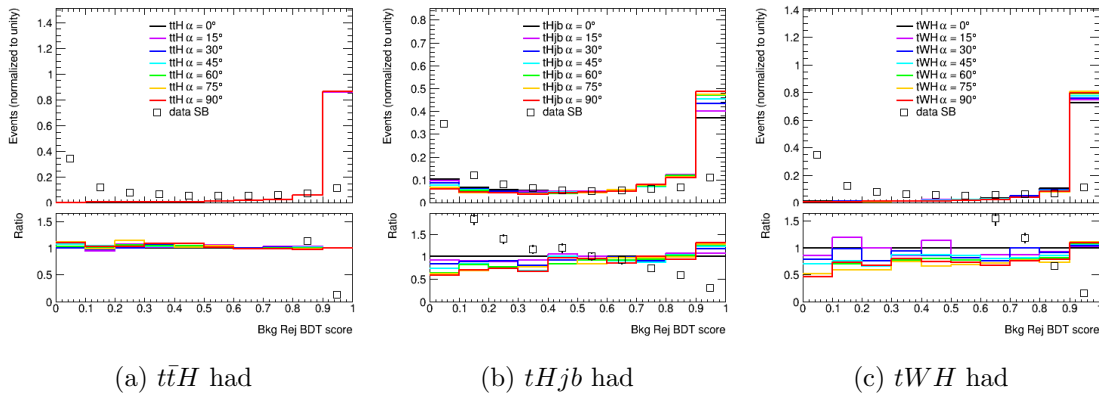 Events (normalized to unity)
1.4
1.2
1
0.8
0.6
0.4
0.2
0
ttH α = 0°
ttH α = 15°
ttH α = 30°
ttH α = 45°
ttH α = 60°
ttH α = 75°
ttH α = 90°
data SB
Ratio
1.5
1
0.5
0
0 0.1 0.2 0.3 0.4 0.5 0.6 0.7 0.8 0.9 1
Bkg Rej BDT score
(a) tt̄H had
Events (normalized to unity)
0.8
0.6
0.5
0.4
0.3
0.2
0.1
0
tHjb α = 0°
tHjb α = 15°
tHjb α = 30°
tHjb α = 45°
tHjb α = 60°
tHjb α = 75°
tHjb α = 90°
data SB
Ratio
1.5
1
0.5
0
0 0.1 0.2 0.3 0.4 0.5 0.6 0.7 0.8 0.9 1
Bkg Rej BDT score
(b) tHjb had
Events (normalized to unity)
1.4
1.2
1
0.8
0.6
0.4
0.2
0
tWH α = 0°
tWH α = 15°
tWH α = 30°
tWH α = 45°
tWH α = 60°
tWH α = 75°
tWH α = 90°
data SB
Ratio
1.5
1
0.5
0
0 0.1 0.2 0.3 0.4 0.5 0.6 0.7 0.8 0.9 1
Bkg Rej BDT score
(c) tWH had